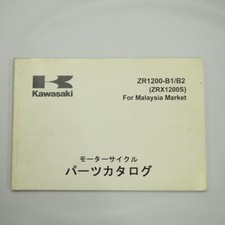 Kawasaki
ZR1200-B1/B2
(ZRX1200S)
For Malaysia Market
モーターサイクル
パーツカタログ